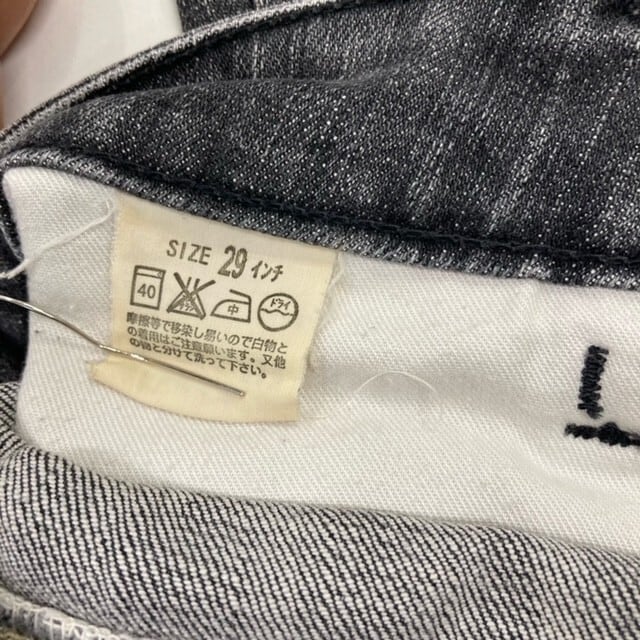 SIZE 29 インチ
40 中 ドライ
摩擦等で移染し易いので白物と
の着用はご注意願います。又他
の物と分けて洗って下さい。